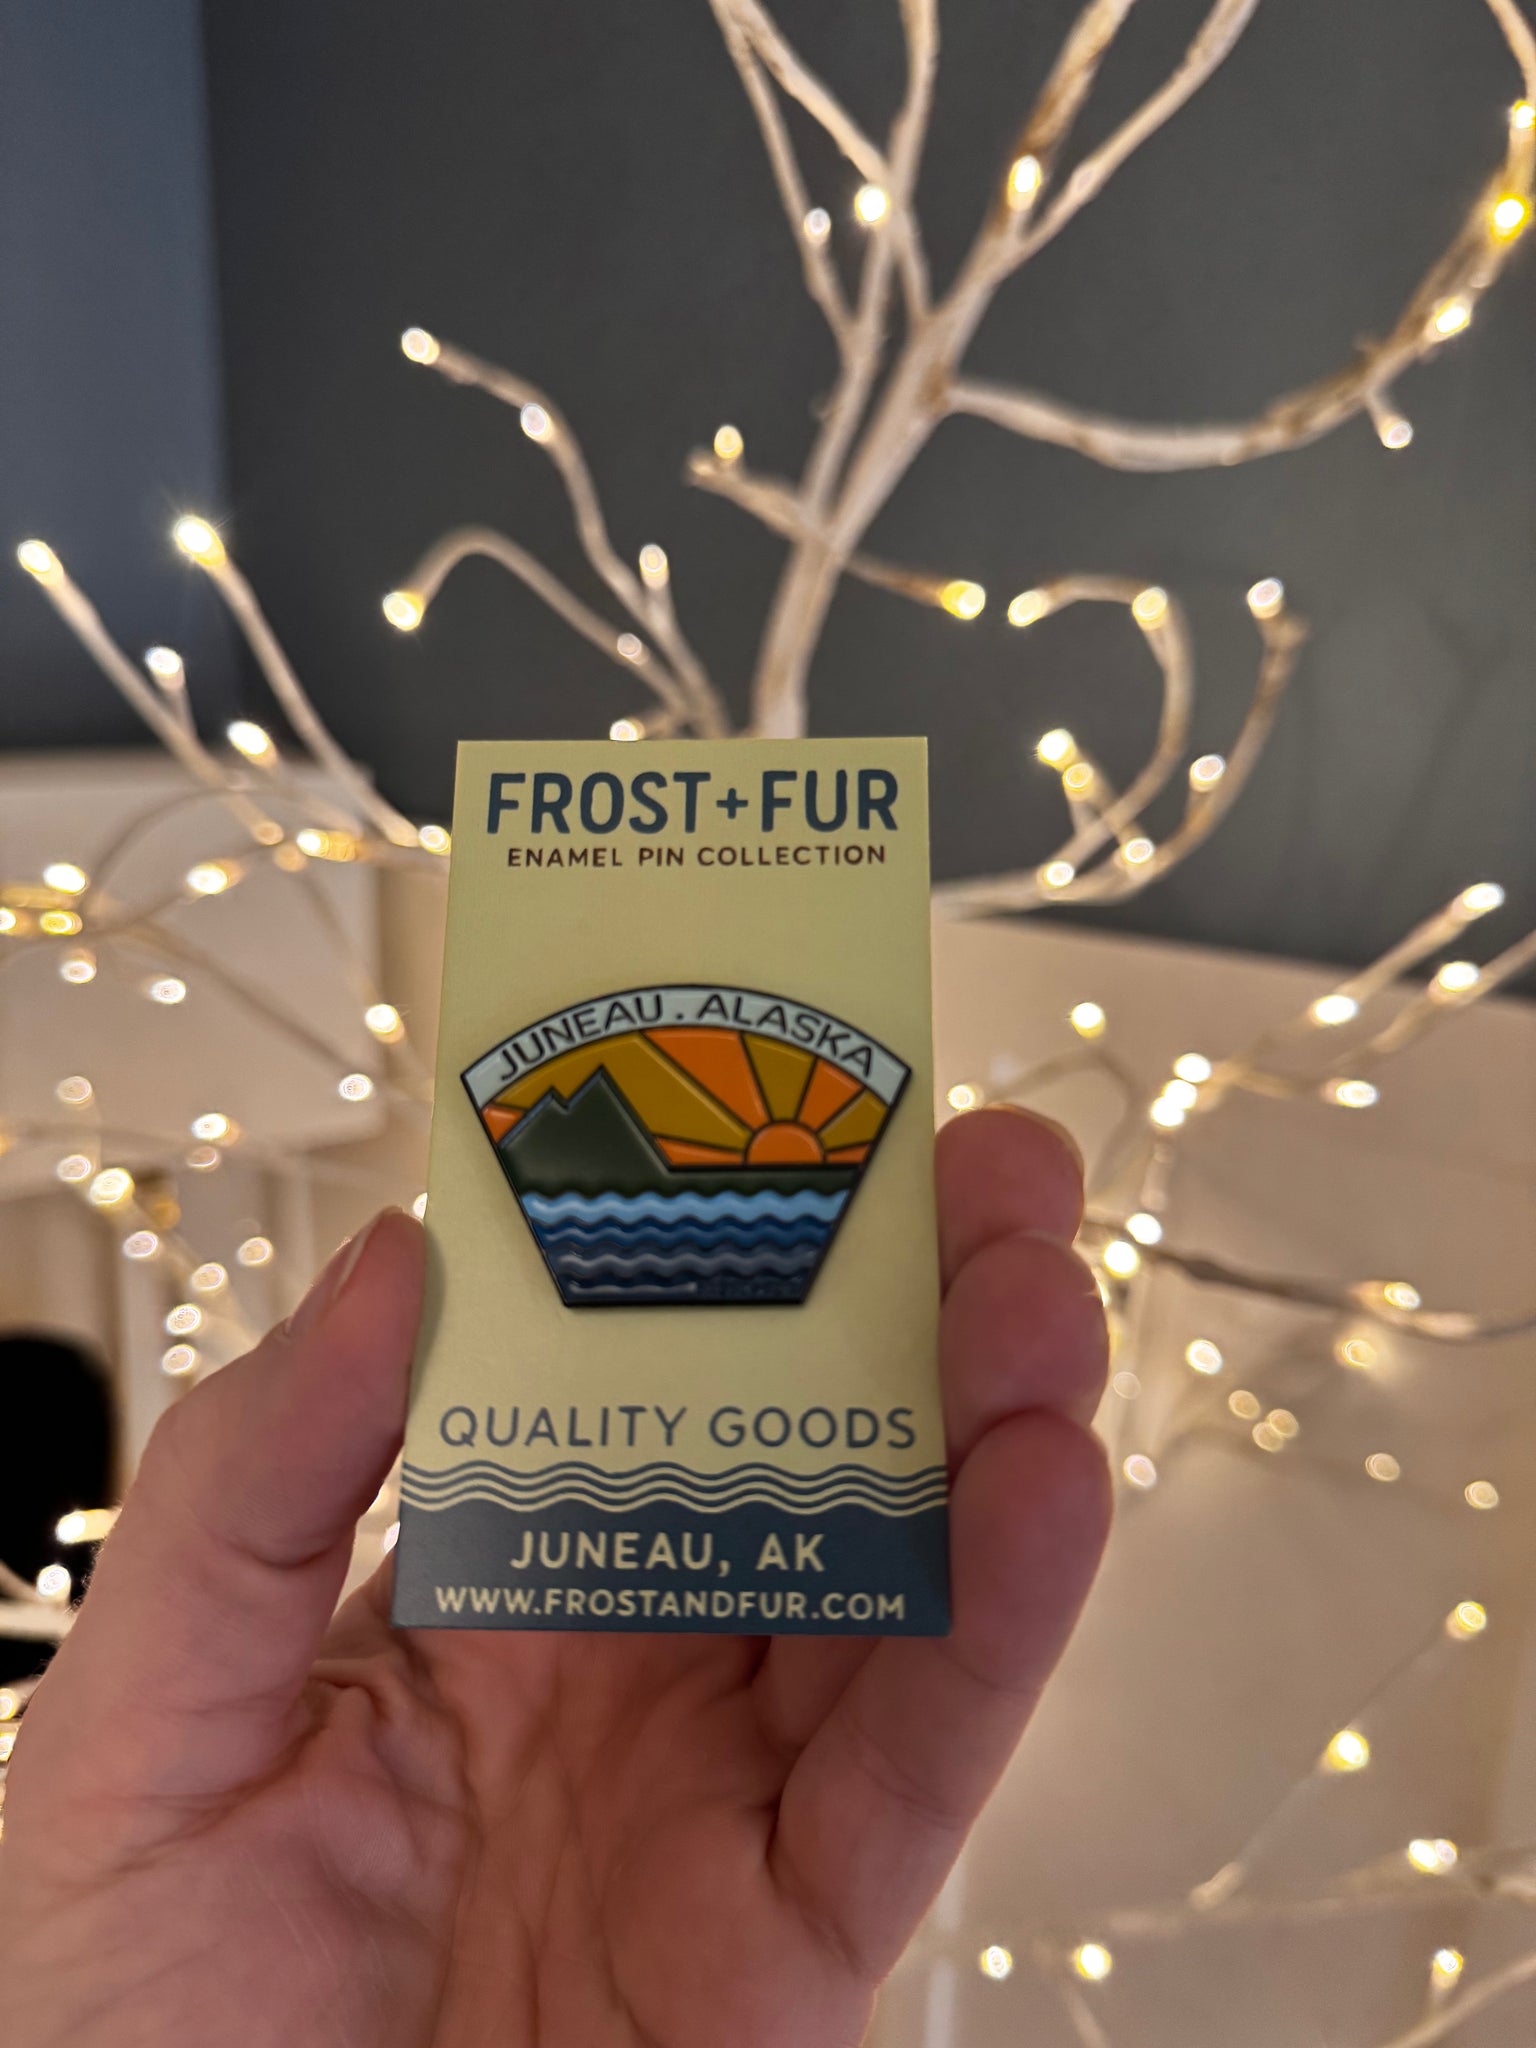 FROST+FUR
ENAMEL PIN COLLECTION
JUNEAU . ALASKA
QUALITY GOODS
JUNEAU, AK
WWW.FROSTANDFUR.COM